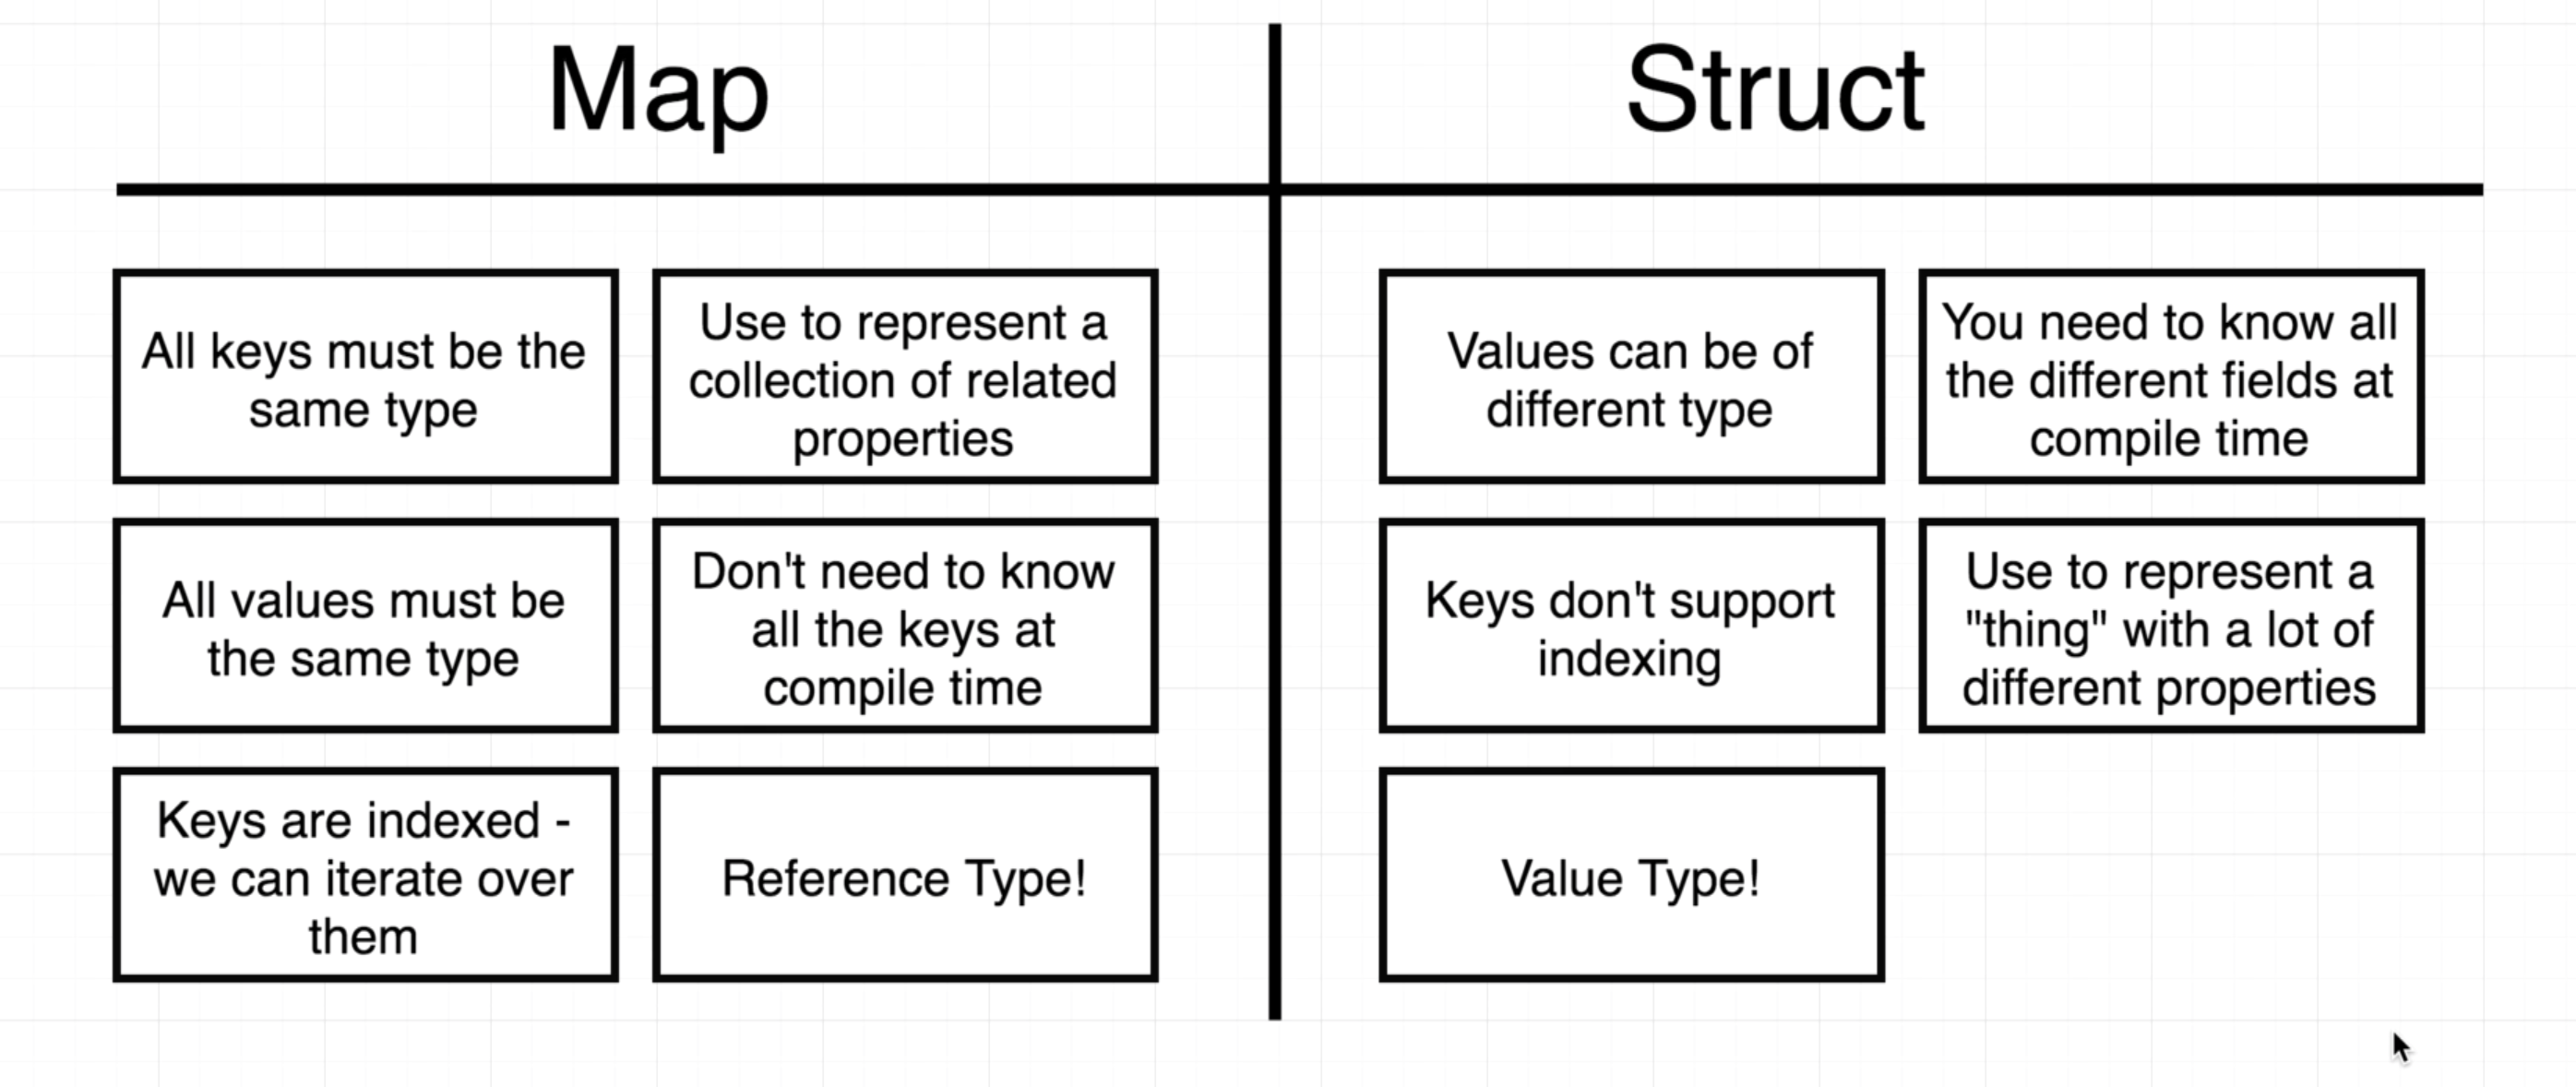 Map
Struct
All keys must be the
same type
Use to represent a
collection of related
properties
Values can be of
different type
You need to know all
the different fields at
compile time
All values must be
the same type
Don't need to know
all the keys at
compile time
Keys don't support
indexing
Use to represent a
"thing" with a lot of
different properties
Keys are indexed -
we can iterate over
them
Reference Type!
Value Type!